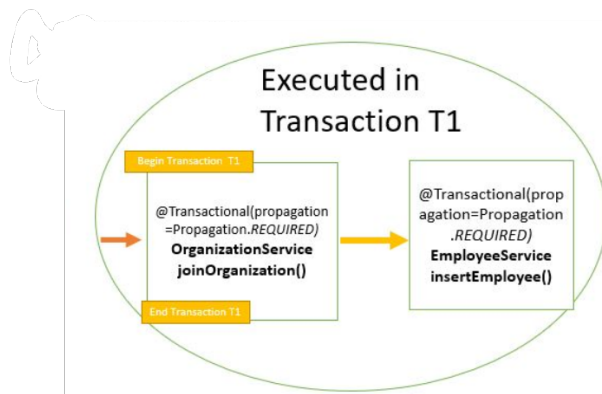 Executed in
Transaction T1
Begin Transaction T1
@Transactional(propagation
=Propagation.REQUIRED)
OrganizationService
joinOrganization()
End Transaction T1
@Transactional(prop
agation=Propagation
.REQUIRED)
EmployeeService
insertEmployee()